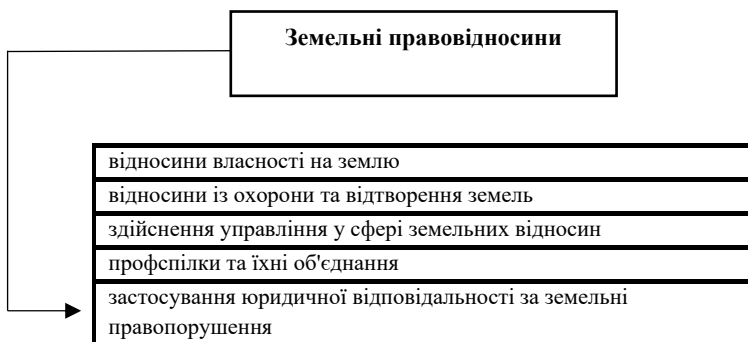 Земельні правовідносини
відносини власності на землю
відносини із охорони та відтворення земель
здійснення управління у сфері земельних відносин
профспілки та їхні об'єднання
застосування юридичної відповідальності за земельні
правопорушення